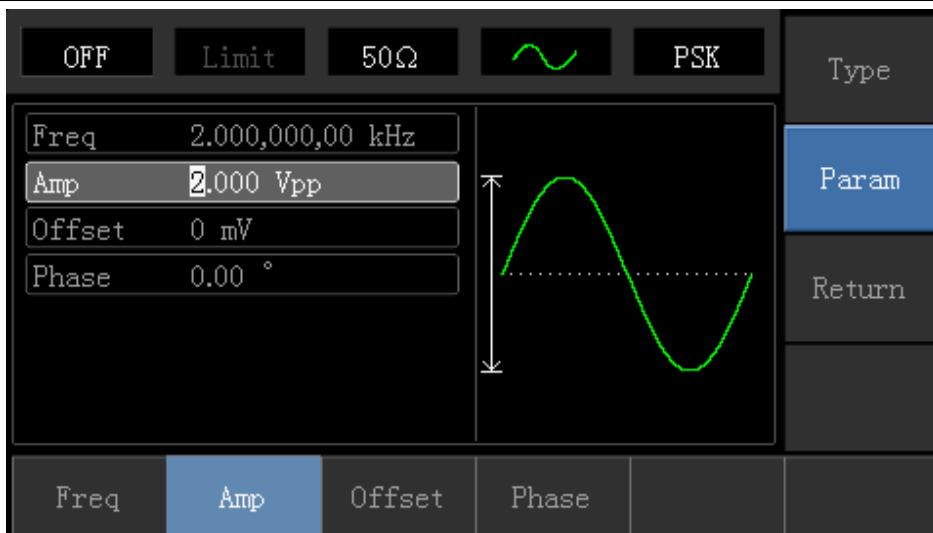 OFF Limit 50Ω PSK
Type
Freq 2.000,000,00 kHz
Amp 2.000 Vpp
Param
Offset 0 mV
Phase 0.00 °
Return
Freq Amp Offset Phase